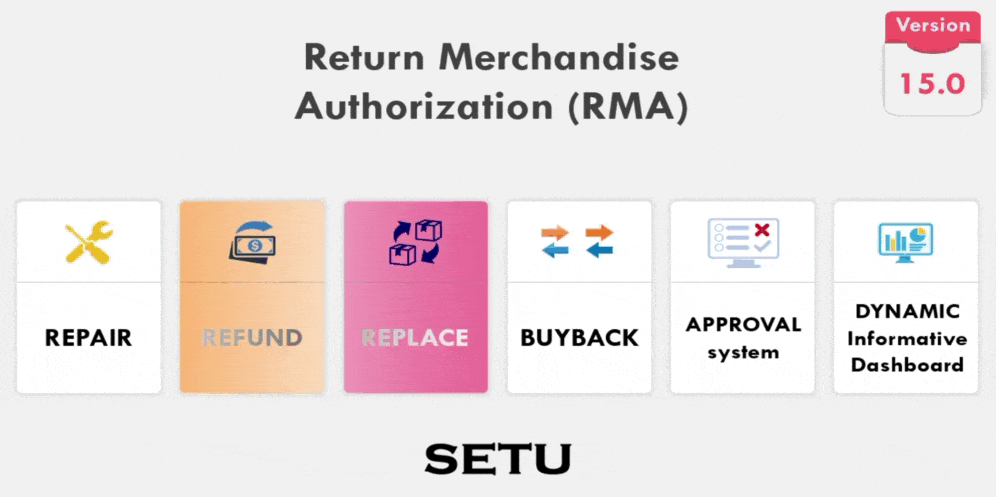 Version
15.0
Return Merchandise
Authorization (RMA)
REPAIR
REFUND
REPLACE
BUYBACK
APPROVAL
system
DYNAMIC
Informative
Dashboard
SETU